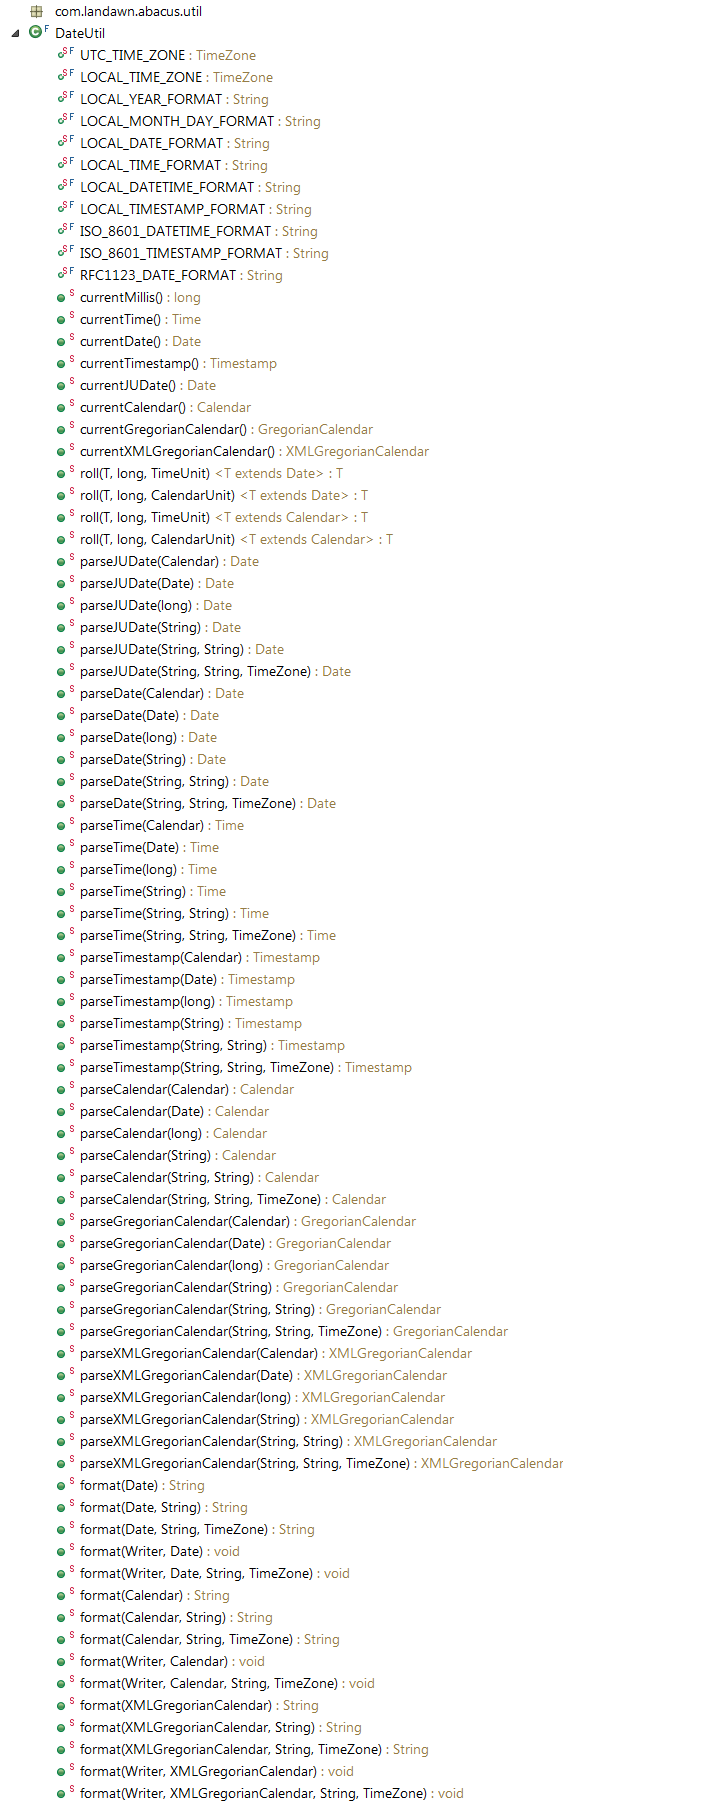 com.landawn.abacus.util
DateUtil
UTC_TIME_ZONE : TimeZone
LOCAL_TIME_ZONE : TimeZone
LOCAL_YEAR_FORMAT : String
LOCAL_MONTH_DAY_FORMAT : String
LOCAL_DATE_FORMAT : String
LOCAL_TIME_FORMAT : String
LOCAL_DATETIME_FORMAT : String
LOCAL_TIMESTAMP_FORMAT : String
ISO_8601_DATETIME_FORMAT : String
ISO_8601_TIMESTAMP_FORMAT : String
RFC1123_DATE_FORMAT : String
currentMillis() : long
currentTime() : Time
currentDate() : Date
currentTimestamp() : Timestamp
currentJUDate() : Date
currentCalendar() : Calendar
currentGregorianCalendar() : GregorianCalendar
currentXMLGregorianCalendar() : XMLGregorianCalendar
roll(T, long, TimeUnit) <T extends Date> : T
roll(T, long, CalendarUnit) <T extends Date> : T
roll(T, long, TimeUnit) <T extends Calendar> : T
roll(T, long, CalendarUnit) <T extends Calendar> : T
parseJUDate(Calendar) : Date
parseJUDate(Date) : Date
parseJUDate(long) : Date
parseJUDate(String) : Date
parseJUDate(String, String) : Date
parseJUDate(String, String, TimeZone) : Date
parseDate(Calendar) : Date
parseDate(Date) : Date
parseDate(long) : Date
parseDate(String) : Date
parseDate(String, String) : Date
parseDate(String, String, TimeZone) : Date
parseTime(Calendar) : Time
parseTime(Date) : Time
parseTime(long) : Time
parseTime(String) : Time
parseTime(String, String) : Time
parseTime(String, String, TimeZone) : Time
parseTimestamp(Calendar) : Timestamp
parseTimestamp(Date) : Timestamp
parseTimestamp(long) : Timestamp
parseTimestamp(String) : Timestamp
parseTimestamp(String, String) : Timestamp
parseTimestamp(String, String, TimeZone) : Timestamp
parseCalendar(Calendar) : Calendar
parseCalendar(Date) : Calendar
parseCalendar(long) : Calendar
parseCalendar(String) : Calendar
parseCalendar(String, String) : Calendar
parseCalendar(String, String, TimeZone) : Calendar
parseGregorianCalendar(Calendar) : GregorianCalendar
parseGregorianCalendar(Date) : GregorianCalendar
parseGregorianCalendar(long) : GregorianCalendar
parseGregorianCalendar(String) : GregorianCalendar
parseGregorianCalendar(String, String) : GregorianCalendar
parseGregorianCalendar(String, String, TimeZone) : GregorianCalendar
parseXMLGregorianCalendar(Calendar) : XMLGregorianCalendar
parseXMLGregorianCalendar(Date) : XMLGregorianCalendar
parseXMLGregorianCalendar(long) : XMLGregorianCalendar
parseXMLGregorianCalendar(String) : XMLGregorianCalendar
parseXMLGregorianCalendar(String, String) : XMLGregorianCalendar
parseXMLGregorianCalendar(String, String, TimeZone) : XMLGregorianCalendar
format(Date) : String
format(Date, String) : String
format(Date, String, TimeZone) : String
format(Writer, Date) : void
format(Writer, Date, String, TimeZone) : void
format(Calendar) : String
format(Calendar, String) : String
format(Calendar, String, TimeZone) : String
format(Writer, Calendar) : void
format(Writer, Calendar, String, TimeZone) : void
format(XMLGregorianCalendar) : String
format(XMLGregorianCalendar, String) : String
format(XMLGregorianCalendar, String, TimeZone) : String
format(Writer, XMLGregorianCalendar) : void
format(Writer, XMLGregorianCalendar, String, TimeZone) : void